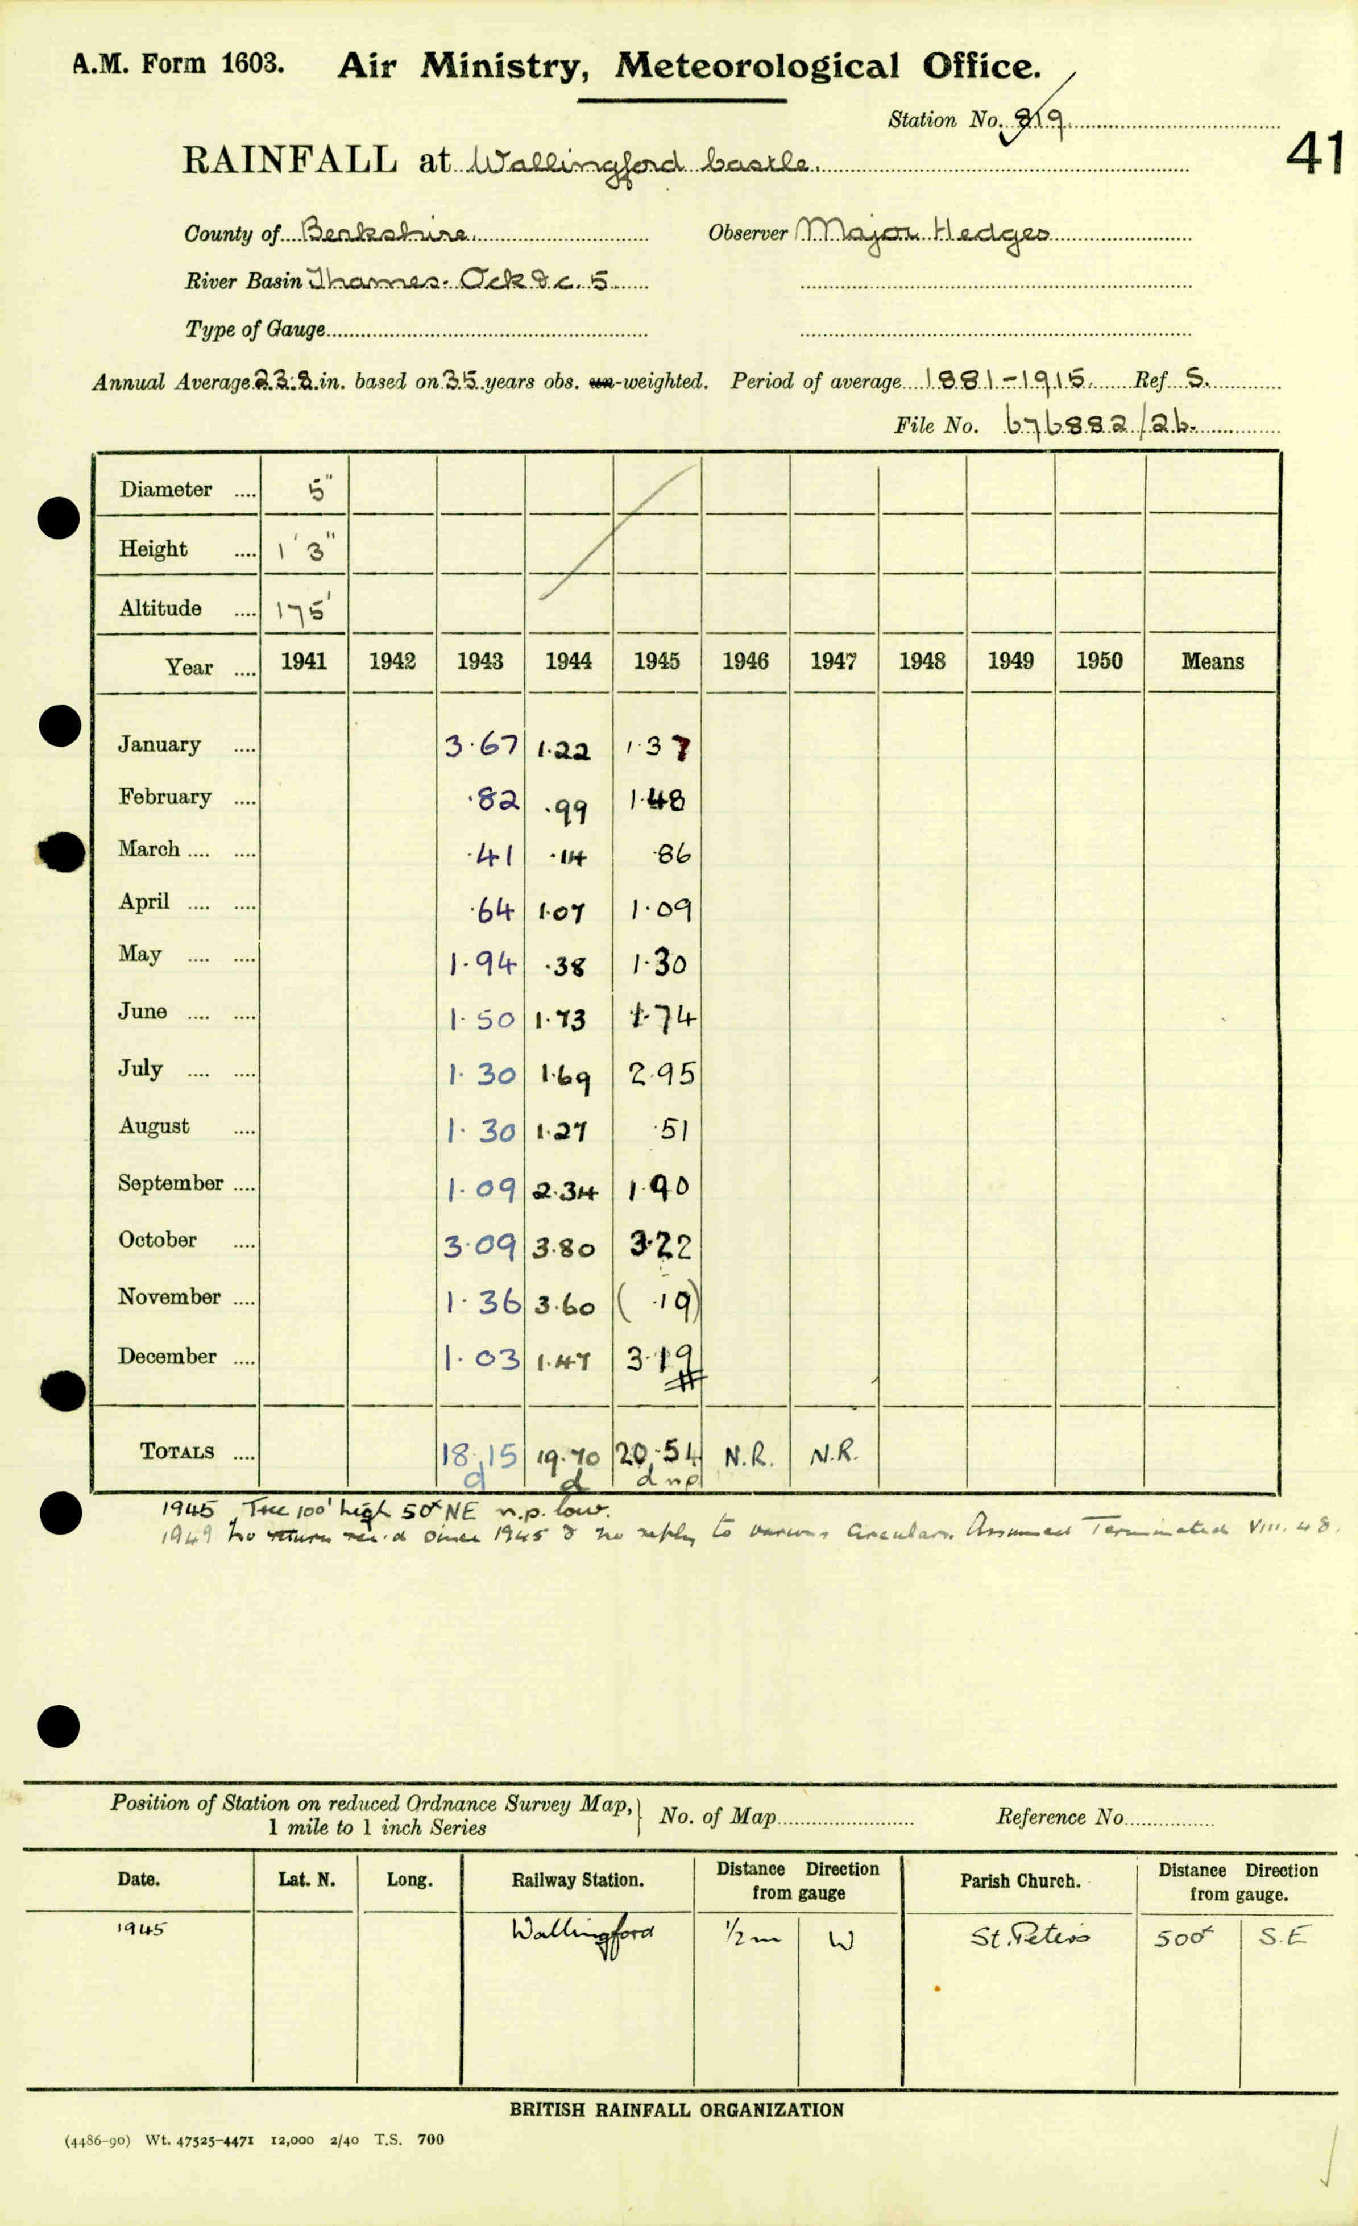 A.M. Form 1603. Air Ministry, Meteorological Office.
Station No. 819
41
RAINFALL at Wallingford Castle.
County of Berkshire. Observer Major Hedges
River Basin Thames. Ock &c. 5
Type of Gauge
Annual Average 23.8 in. based on 35 years obs. un-weighted. Period of average 1881-1915. Ref S.
File No. 676882/26.
Diameter .... 5"
Height .... 1' 3"
Altitude .... 175'
Year .... 1941 1942 1943 1944 1945 1946 1947 1948 1949 1950 Means
January .... 3.67 1.22 1.37
February .... .82 .99 1.48
March .... .... .41 .14 .86
April .... .... .64 1.07 1.09
May .... .... 1.94 .38 1.30
June .... .... 1.50 1.73 1.74
July .... .... 1.30 1.69 2.95
August .... 1.30 1.27 .51
September .... 1.09 2.34 1.90
October .... 3.09 3.80 3.22
November .... 1.36 3.60 ( .19)
December .... 1.03 1.47 3.19
TOTALS .... 18.15 19.70 20.54 N.R. N.R.
d d d np
1945 Tree 100' high 50x NE n.p. low.
1949 No return rec'd since 1945 & no reply to various Circulars. Assumed Terminated VIII. 48.
Position of Station on reduced Ordnance Survey Map, } No. of Map Reference No.
1 mile to 1 inch Series
Date. Lat. N. Long. Railway Station. Distance Direction from gauge Parish Church. Distance Direction from gauge.
1945 Wallingford 1/2 m W St. Peters 500x S.E
BRITISH RAINFALL ORGANIZATION
(4486-90) Wt. 47525-4471 12,000 2/40 T.S. 700